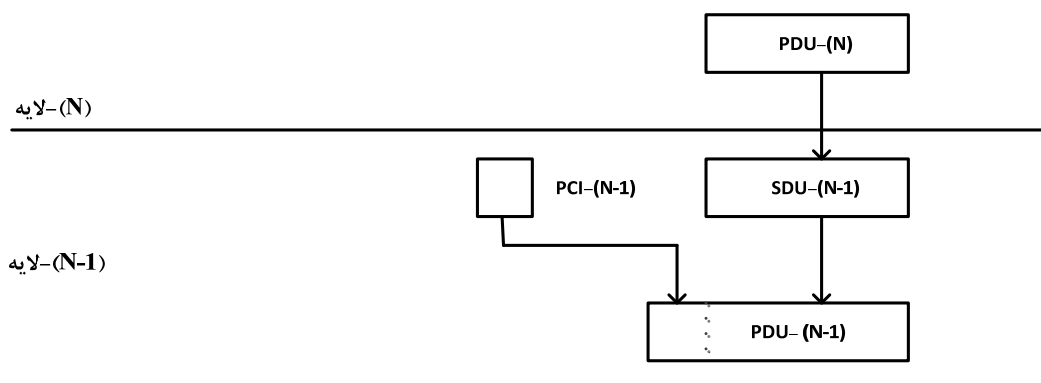 PDU–(N)
لایه–(N)
PCI–(N-1)
SDU–(N-1)
لایه–(N-1)
PDU– (N-1)